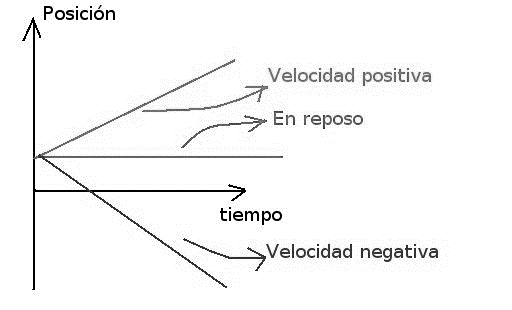 Posición
Velocidad positiva
En reposo
tiempo
Velocidad negativa